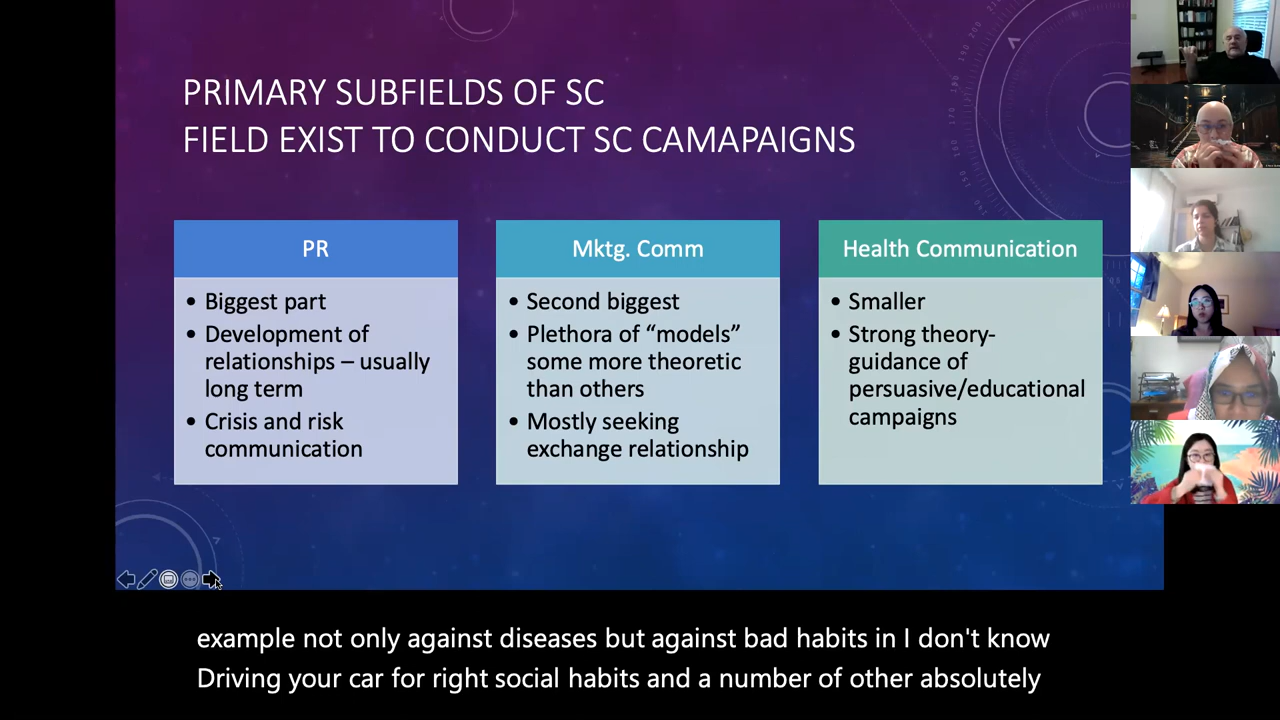 PRIMARY SUBFIELDS OF SC
FIELD EXIST TO CONDUCT SC CAMAPAIGNS
PR
• Biggest part
• Development of
relationships – usually
long term
• Crisis and risk
communication
Mktg. Comm
• Second biggest
• Plethora of “models”
some more theoretic
than others
• Mostly seeking
exchange relationship
Health Communication
• Smaller
• Strong theory-
guidance of
persuasive/educational
campaigns
example not only against diseases but against bad habits in I don't know
Driving your car for right social habits and a number of other absolutely